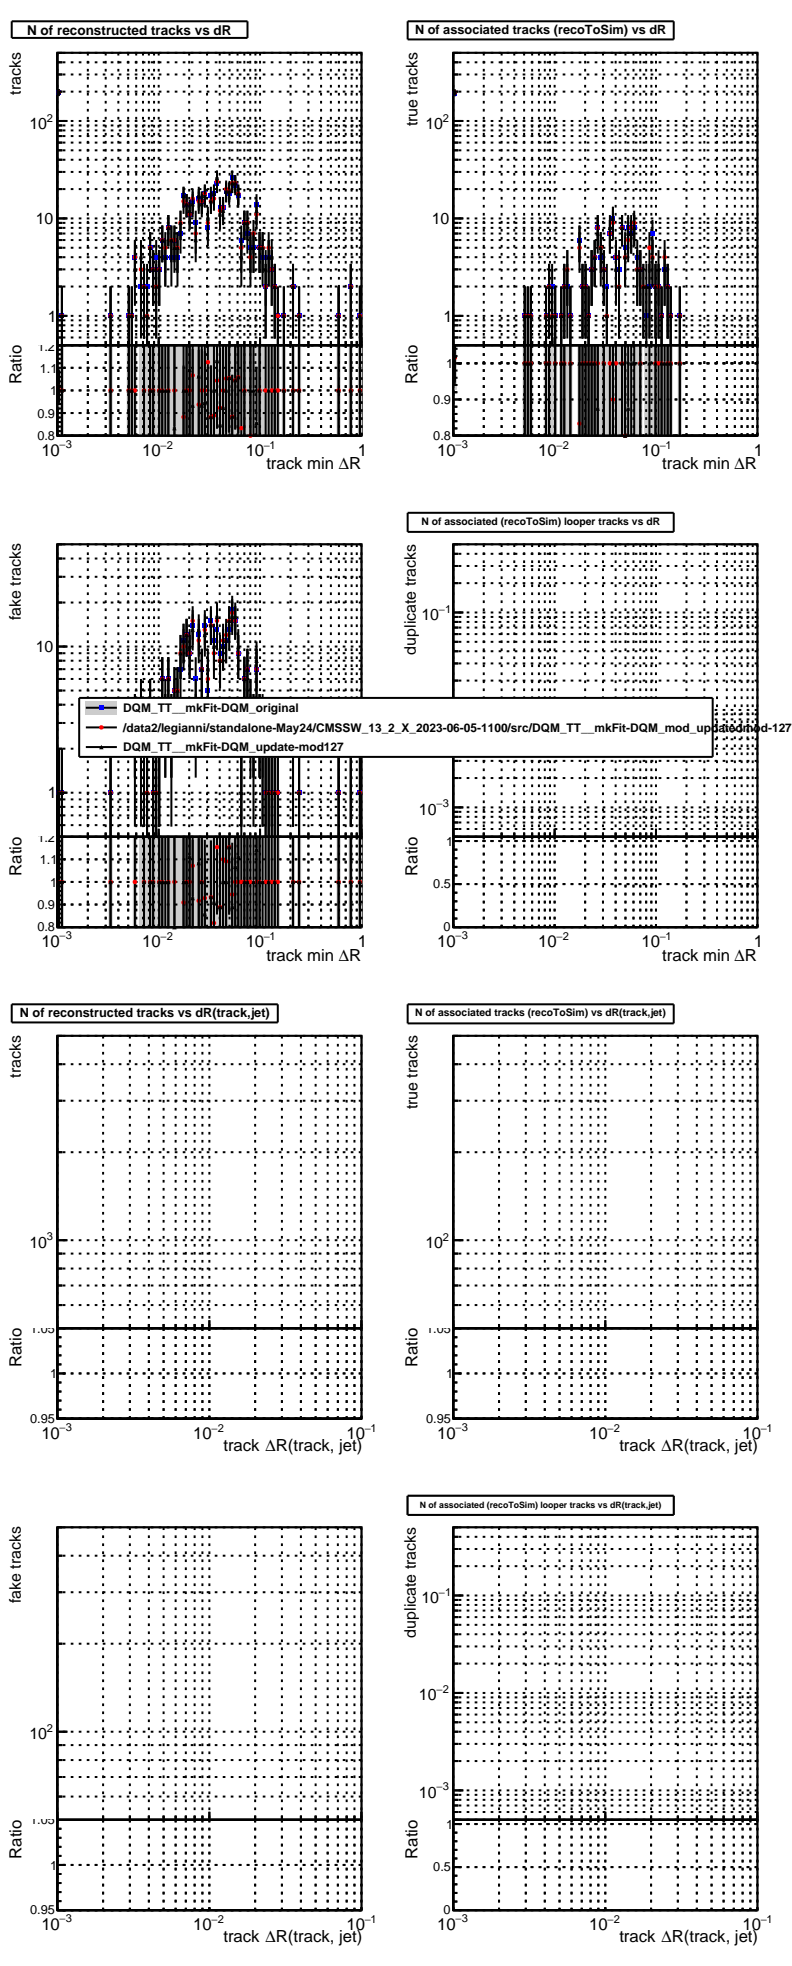 N of reconstructed tracks vs dR
tracks
10²
10
1
Ratio
1.2
1.1
1
0.9
0.8
10⁻³
10⁻²
10⁻¹
1
track min ΔR
N of associated tracks (recoToSim) vs dR
true tracks
10²
10
1
Ratio
1
0.9
0.8
10⁻³
10⁻²
10⁻¹
1
track min ΔR
fake tracks
10
1
Ratio
1.2
1.1
1
0.9
0.8
10⁻³
10⁻²
10⁻¹
1
track min ΔR
N of associated (recoToSim) looper tracks vs dR
duplicate tracks
10⁻¹
10⁻³
Ratio
1
0.5
0
10⁻³
10⁻²
10⁻¹
1
track min ΔR
DQM_TT__mkFit-DQM_original
/data2/legianni/standalone-May24/CMSSW_13_2_X_2023-06-05-1100/src/DQM_TT__mkFit-DQM_mod_updatedmod-127
DQM_TT__mkFit-DQM_update-mod127
N of reconstructed tracks vs dR(track,jet)
tracks
10³
Ratio
1.05
1
0.95
10⁻³
10⁻²
10⁻¹
track ΔR(track, jet)
N of associated tracks (recoToSim) vs dR(track,jet)
true tracks
10²
Ratio
1.05
1
0.95
10⁻³
10⁻²
10⁻¹
track ΔR(track, jet)
fake tracks
10²
Ratio
1.05
1
0.95
10⁻³
10⁻²
10⁻¹
track ΔR(track, jet)
N of associated (recoToSim) looper tracks vs dR(track,jet)
duplicate tracks
10⁻¹
10⁻²
10⁻³
Ratio
1
0.5
0
10⁻³
10⁻²
10⁻¹
track ΔR(track, jet)